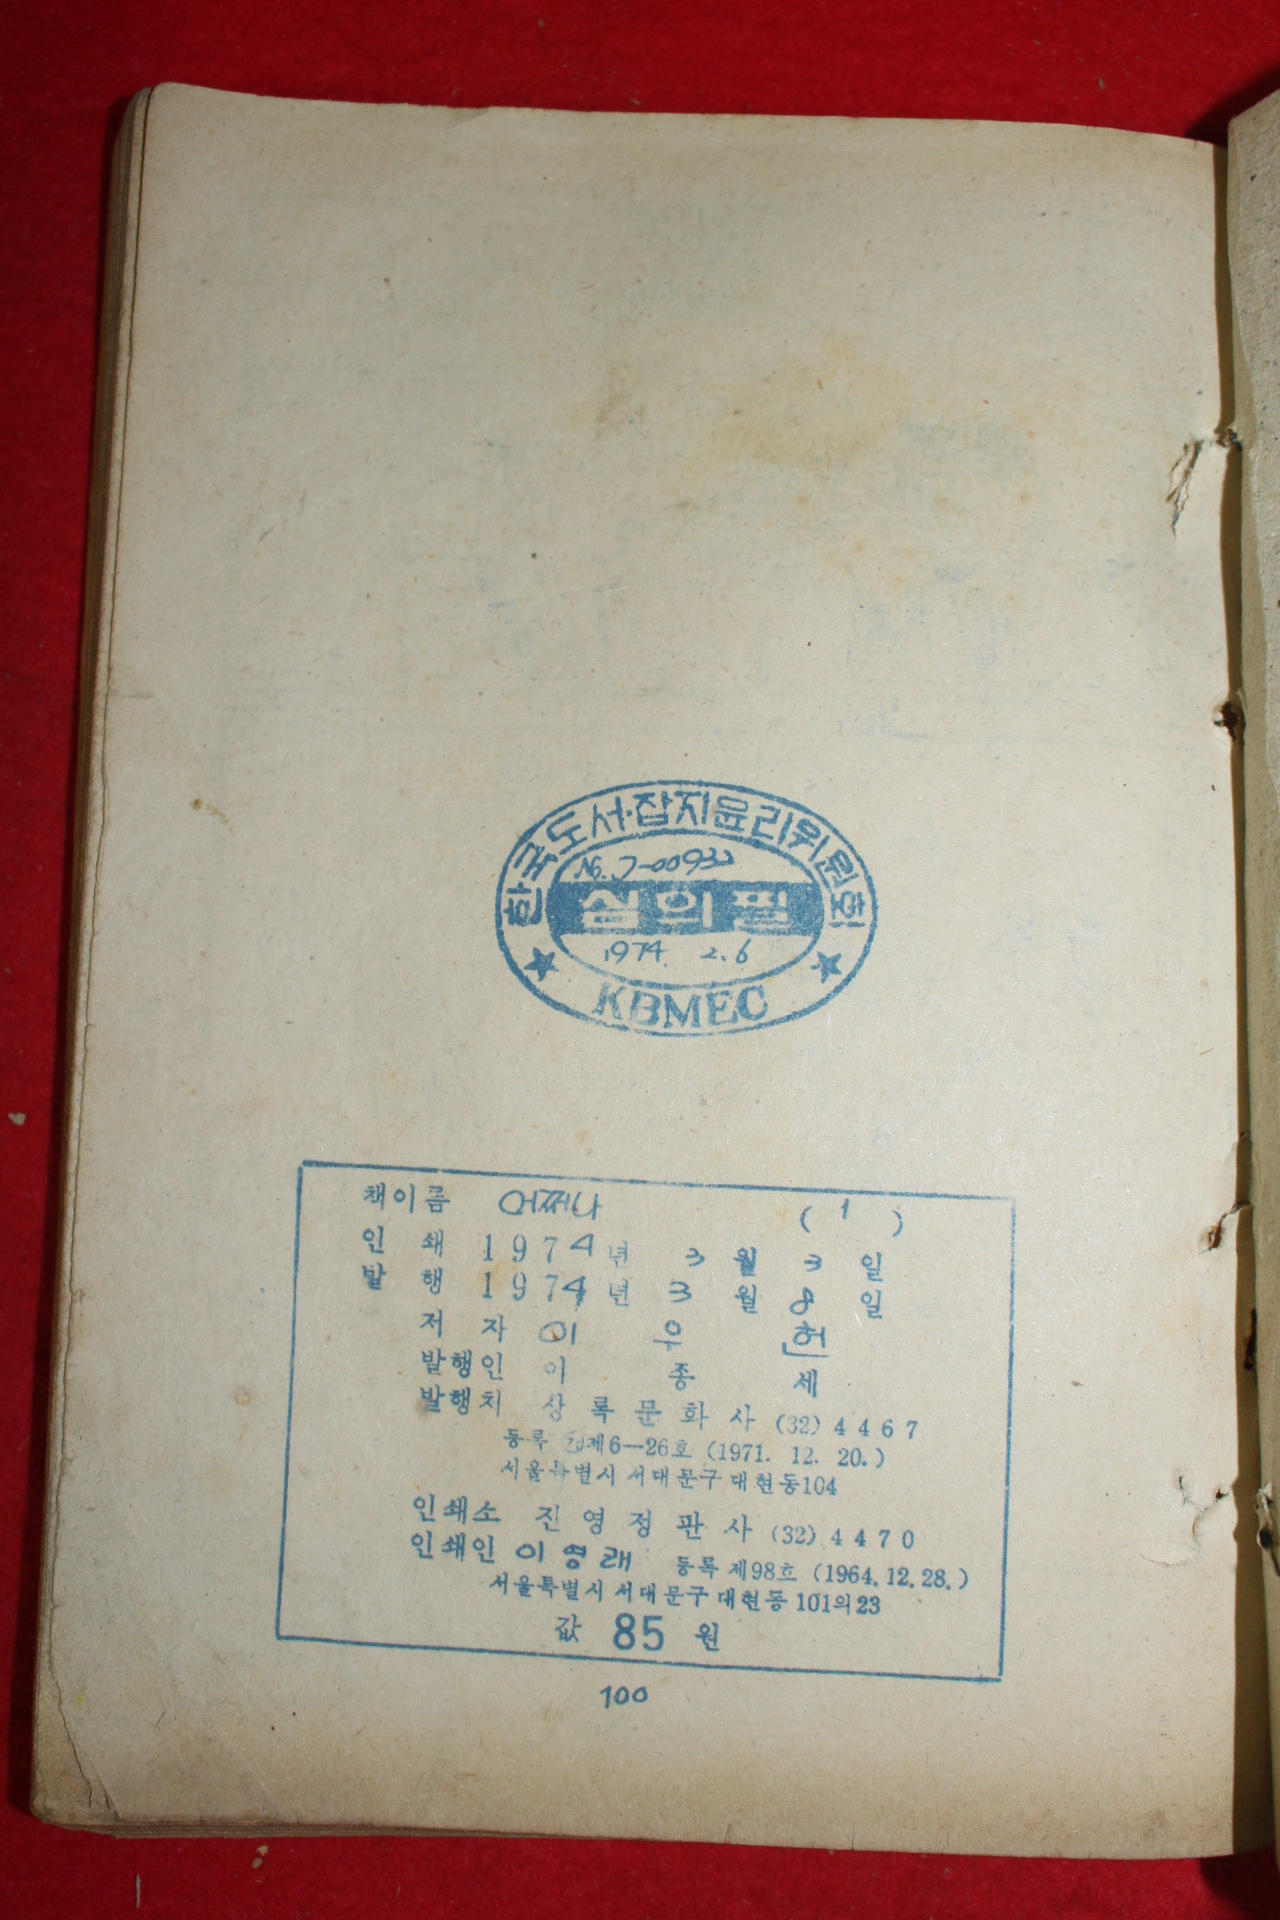 한국도서·잡지윤리위원회
No. J-00932
심의필
1974. 2. 6
KBMEC
책이름 어쩌나 ( 1 )
인쇄 1974년 3월 3일
발행 1974년 3월 8일
저자 이우헌
발행인 이종세
발행처 상록문화사 (32) 4467
등록 제6—26호 (1971. 12. 20.)
서울특별시 서대문구 대현동104
인쇄소 진영정판사 (32) 4470
인쇄인 이영래 등록 제98호 (1964. 12. 28.)
서울특별시 서대문구 대현동 101의23
값 85 원
100